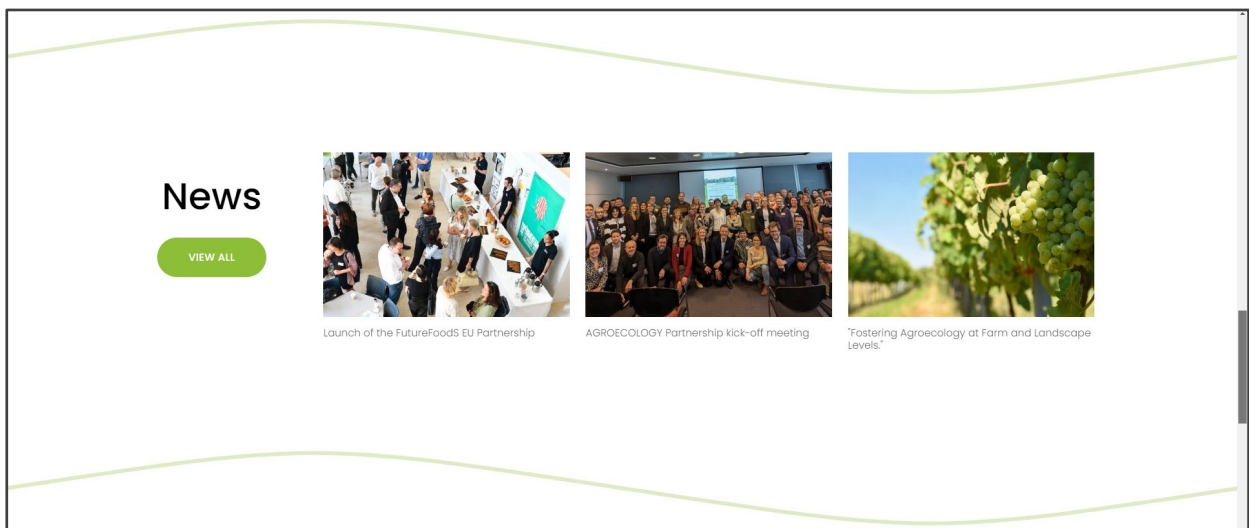 News
VIEW ALL
Launch of the FutureFoodS EU Partnership
AGROECOLOGY Partnership kick-off meeting
"Fostering Agroecology at Farm and Landscape
Levels."